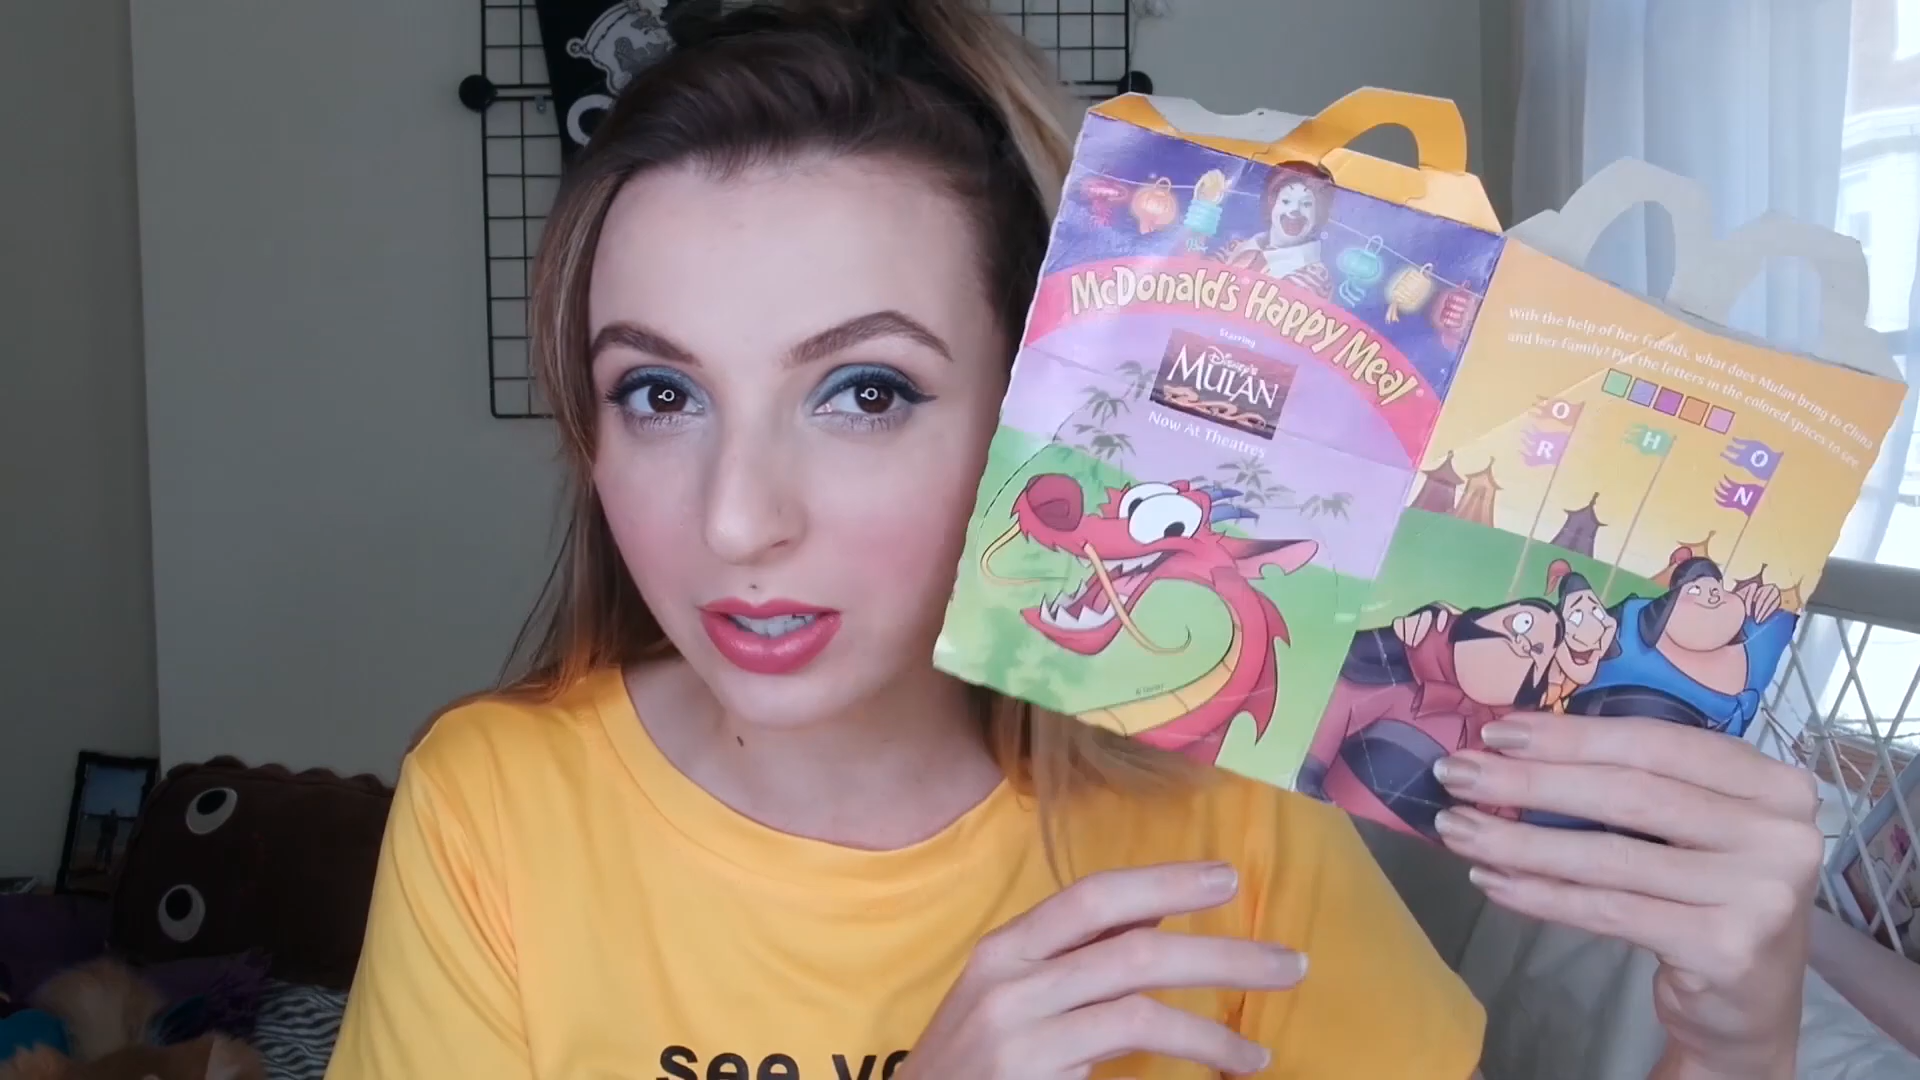 McDonald's Happy Meal
Starring
Disney's
MULAN
Now At Theatres
© Disney
With the help of her friends, what does Mulan bring to China
and her family? Put the letters in the colored spaces to see.
O
R
H
O
N
see yo